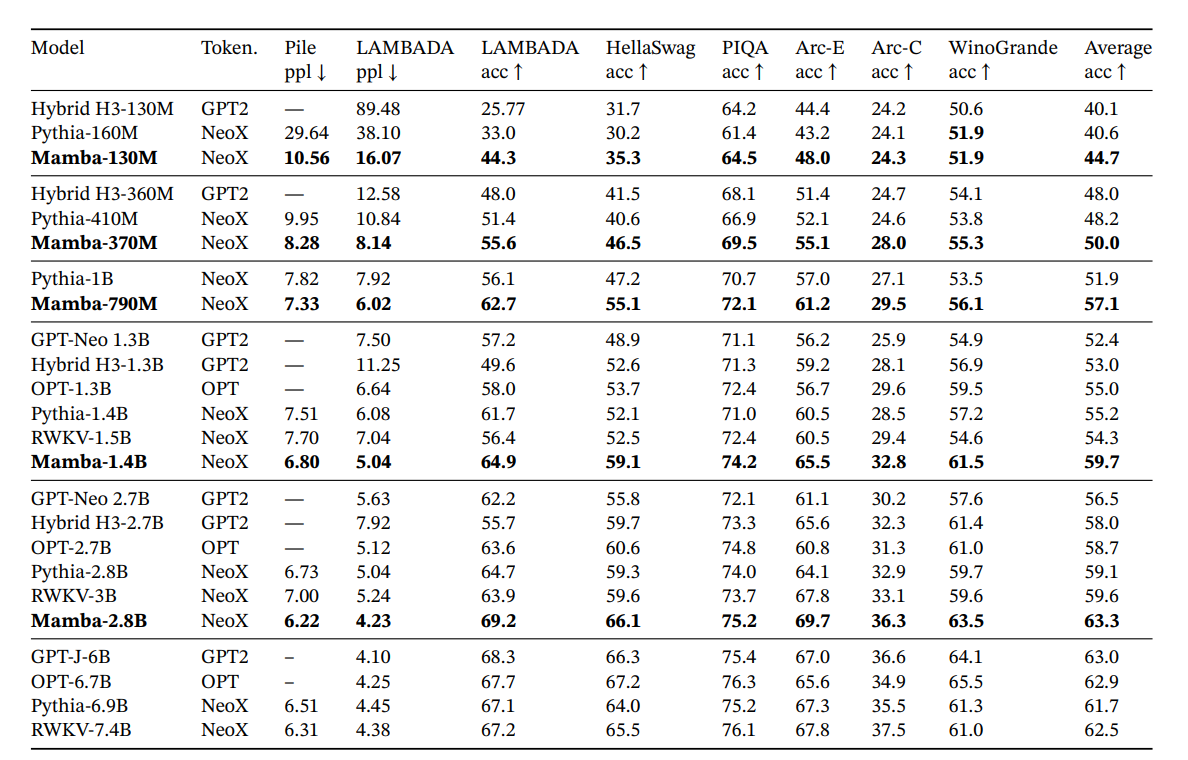 Model Token. Pile LAMBADA LAMBADA HellaSwag PIQA Arc-E Arc-C WinoGrande Average
ppl ↓ ppl ↓ acc ↑ acc ↑ acc ↑ acc ↑ acc ↑ acc ↑ acc ↑
Hybrid H3-130M GPT2 — 89.48 25.77 31.7 64.2 44.4 24.2 50.6 40.1
Pythia-160M NeoX 29.64 38.10 33.0 30.2 61.4 43.2 24.1 51.9 40.6
Mamba-130M NeoX 10.56 16.07 44.3 35.3 64.5 48.0 24.3 51.9 44.7
Hybrid H3-360M GPT2 — 12.58 48.0 41.5 68.1 51.4 24.7 54.1 48.0
Pythia-410M NeoX 9.95 10.84 51.4 40.6 66.9 52.1 24.6 53.8 48.2
Mamba-370M NeoX 8.28 8.14 55.6 46.5 69.5 55.1 28.0 55.3 50.0
Pythia-1B NeoX 7.82 7.92 56.1 47.2 70.7 57.0 27.1 53.5 51.9
Mamba-790M NeoX 7.33 6.02 62.7 55.1 72.1 61.2 29.5 56.1 57.1
GPT-Neo 1.3B GPT2 — 7.50 57.2 48.9 71.1 56.2 25.9 54.9 52.4
Hybrid H3-1.3B GPT2 — 11.25 49.6 52.6 71.3 59.2 28.1 56.9 53.0
OPT-1.3B OPT — 6.64 58.0 53.7 72.4 56.7 29.6 59.5 55.0
Pythia-1.4B NeoX 7.51 6.08 61.7 52.1 71.0 60.5 28.5 57.2 55.2
RWKV-1.5B NeoX 7.70 7.04 56.4 52.5 72.4 60.5 29.4 54.6 54.3
Mamba-1.4B NeoX 6.80 5.04 64.9 59.1 74.2 65.5 32.8 61.5 59.7
GPT-Neo 2.7B GPT2 — 5.63 62.2 55.8 72.1 61.1 30.2 57.6 56.5
Hybrid H3-2.7B GPT2 — 7.92 55.7 59.7 73.3 65.6 32.3 61.4 58.0
OPT-2.7B OPT — 5.12 63.6 60.6 74.8 60.8 31.3 61.0 58.7
Pythia-2.8B NeoX 6.73 5.04 64.7 59.3 74.0 64.1 32.9 59.7 59.1
RWKV-3B NeoX 7.00 5.24 63.9 59.6 73.7 67.8 33.1 59.6 59.6
Mamba-2.8B NeoX 6.22 4.23 69.2 66.1 75.2 69.7 36.3 63.5 63.3
GPT-J-6B GPT2 – 4.10 68.3 66.3 75.4 67.0 36.6 64.1 63.0
OPT-6.7B OPT – 4.25 67.7 67.2 76.3 65.6 34.9 65.5 62.9
Pythia-6.9B NeoX 6.51 4.45 67.1 64.0 75.2 67.3 35.5 61.3 61.7
RWKV-7.4B NeoX 6.31 4.38 67.2 65.5 76.1 67.8 37.5 61.0 62.5